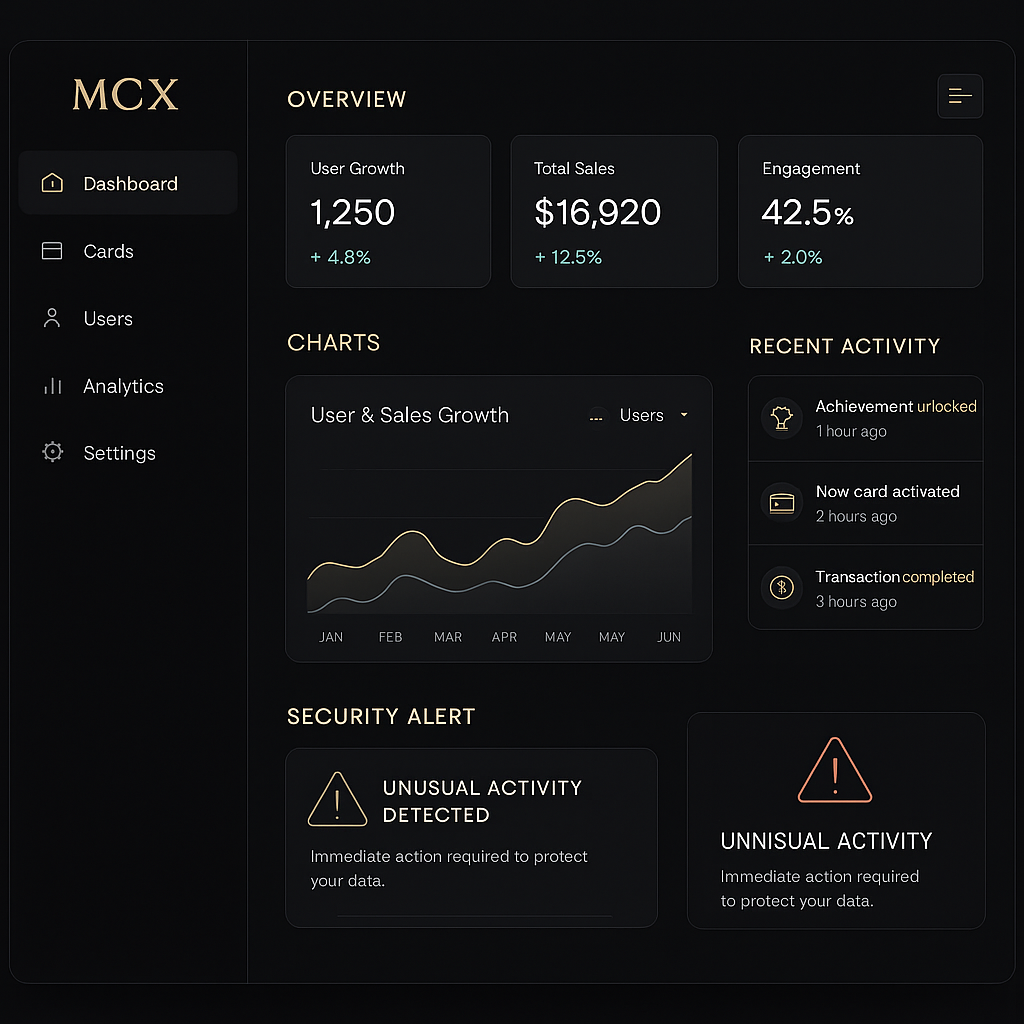 MCX
Dashboard
Cards
Users
Analytics
Settings
OVERVIEW
User Growth
1,250
+ 4.8%
Total Sales
$16,920
+ 12.5%
Engagement
42.5%
+ 2.0%
CHARTS
User & Sales Growth
Users
JAN FEB MAR APR MAY MAY JUN
RECENT ACTIVITY
Achievement urlocked
1 hour ago
Now card activated
2 hours ago
Transaction completed
3 hours ago
SECURITY ALERT
UNUSUAL ACTIVITY
DETECTED
Immediate action required to protect
your data.
UNNISUAL ACTIVITY
Immediate action required
to protect your data.